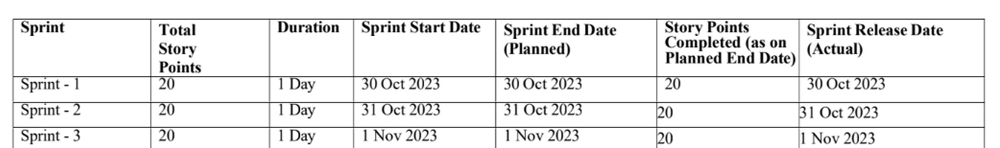 Sprint Total Story Points Duration Sprint Start Date Sprint End Date (Planned) Story Points Completed (as on Planned End Date) Sprint Release Date (Actual)
Sprint - 1 20 1 Day 30 Oct 2023 30 Oct 2023 20 30 Oct 2023
Sprint - 2 20 1 Day 31 Oct 2023 31 Oct 2023 20 31 Oct 2023
Sprint - 3 20 1 Day 1 Nov 2023 1 Nov 2023 20 1 Nov 2023